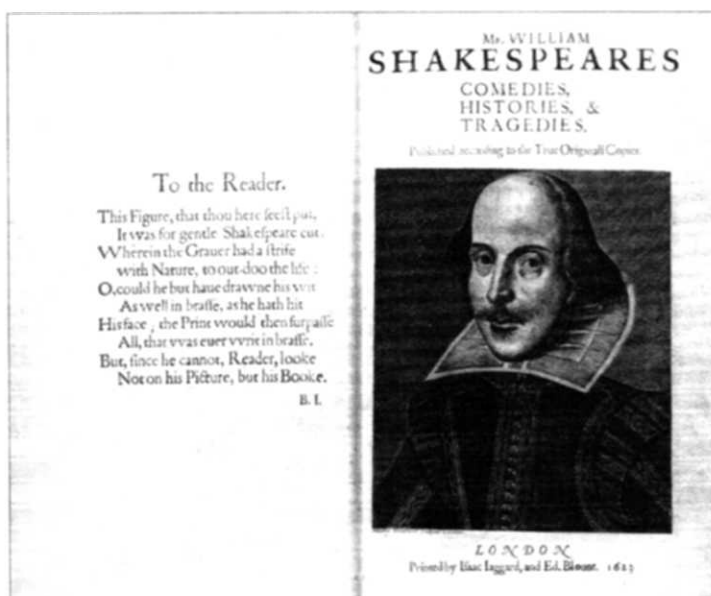 To the Reader.
This Figure, that thou here seest put,
It was for gentle Shakespeare cut;
Wherein the Grauer had a strife
with Nature, to out-doo the life :
O, could he but haue drawne his wit
As well in brasse, as he hath hit
His face ; the Print would then surpasse
All, that vvas euer vvrit in brasse.
But, since he cannot, Reader, looke
Not on his Picture, but his Booke.
B. I.
Mr. WILLIAM
SHAKESPEARES
COMEDIES,
HISTORIES, &
TRAGEDIES.
Published according to the True Originall Copies.
LONDON
Printed by Isaac Iaggard, and Ed. Blount. 1623